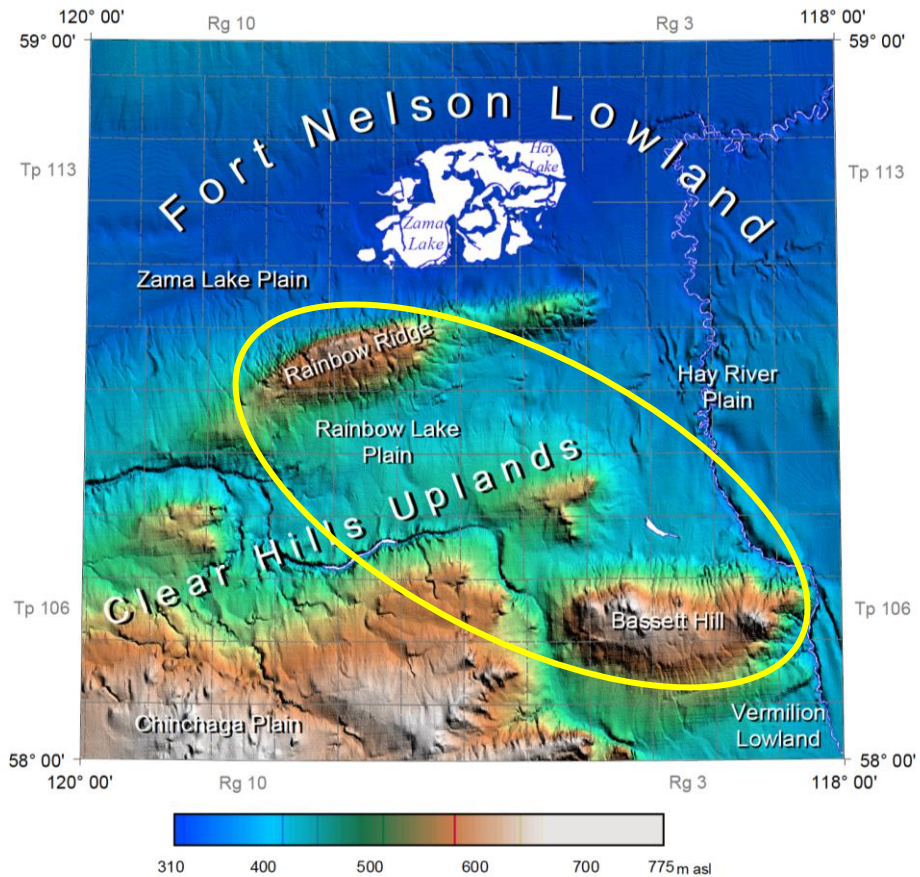 120° 00' Rg 10 Rg 3 118° 00'
59° 00' 59° 00'
Fort Nelson Lowland
Tp 113 Tp 113
Hay
Lake
Zama
Lake
Zama Lake Plain
Rainbow Ridge
Hay River
Plain
Rainbow Lake
Plain
Clear Hills Uplands
Tp 106 Tp 106
Bassett Hill
Chinchaga Plain
Vermilion
Lowland
58° 00' 58° 00'
120° 00' Rg 10 Rg 3 118° 00'
310 400 500 600 700 775 m asl